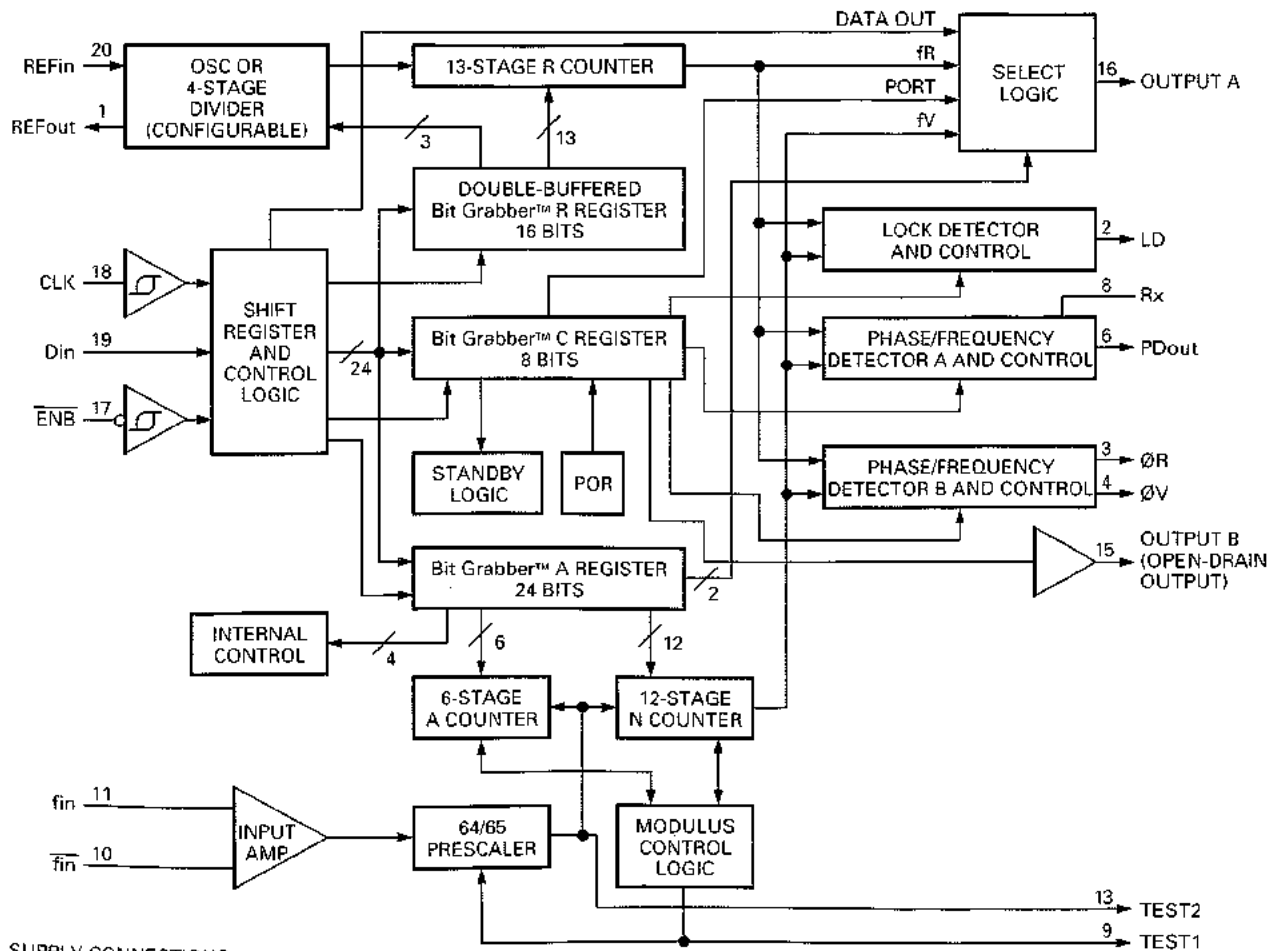 DATA OUT
20
REFin
OSC OR
4-STAGE
DIVIDER
(CONFIGURABLE)
13-STAGE R COUNTER
fR
SELECT
LOGIC
16
OUTPUT A
PORT
1
REFout
3
13
fV
DOUBLE-BUFFERED
Bit Grabber™ R REGISTER
16 BITS
LOCK DETECTOR
AND CONTROL
2
LD
CLK
18
8
Rx
SHIFT
REGISTER
AND
CONTROL
LOGIC
Din
19
24
Bit Grabber™ C REGISTER
8 BITS
PHASE/FREQUENCY
DETECTOR A AND CONTROL
6
PDout
ENB
17
STANDBY
LOGIC
POR
PHASE/FREQUENCY
DETECTOR B AND CONTROL
3
ØR
4
ØV
Bit Grabber™ A REGISTER
24 BITS
2
15
OUTPUT B
(OPEN-DRAIN
OUTPUT)
INTERNAL
CONTROL
4
6
12
6-STAGE
A COUNTER
12-STAGE
N COUNTER
fin
11
INPUT
AMP
fin
10
64/65
PRESCALER
MODULUS
CONTROL
LOGIC
13
TEST2
9
TEST1
SUPPLY CONNECTIONS